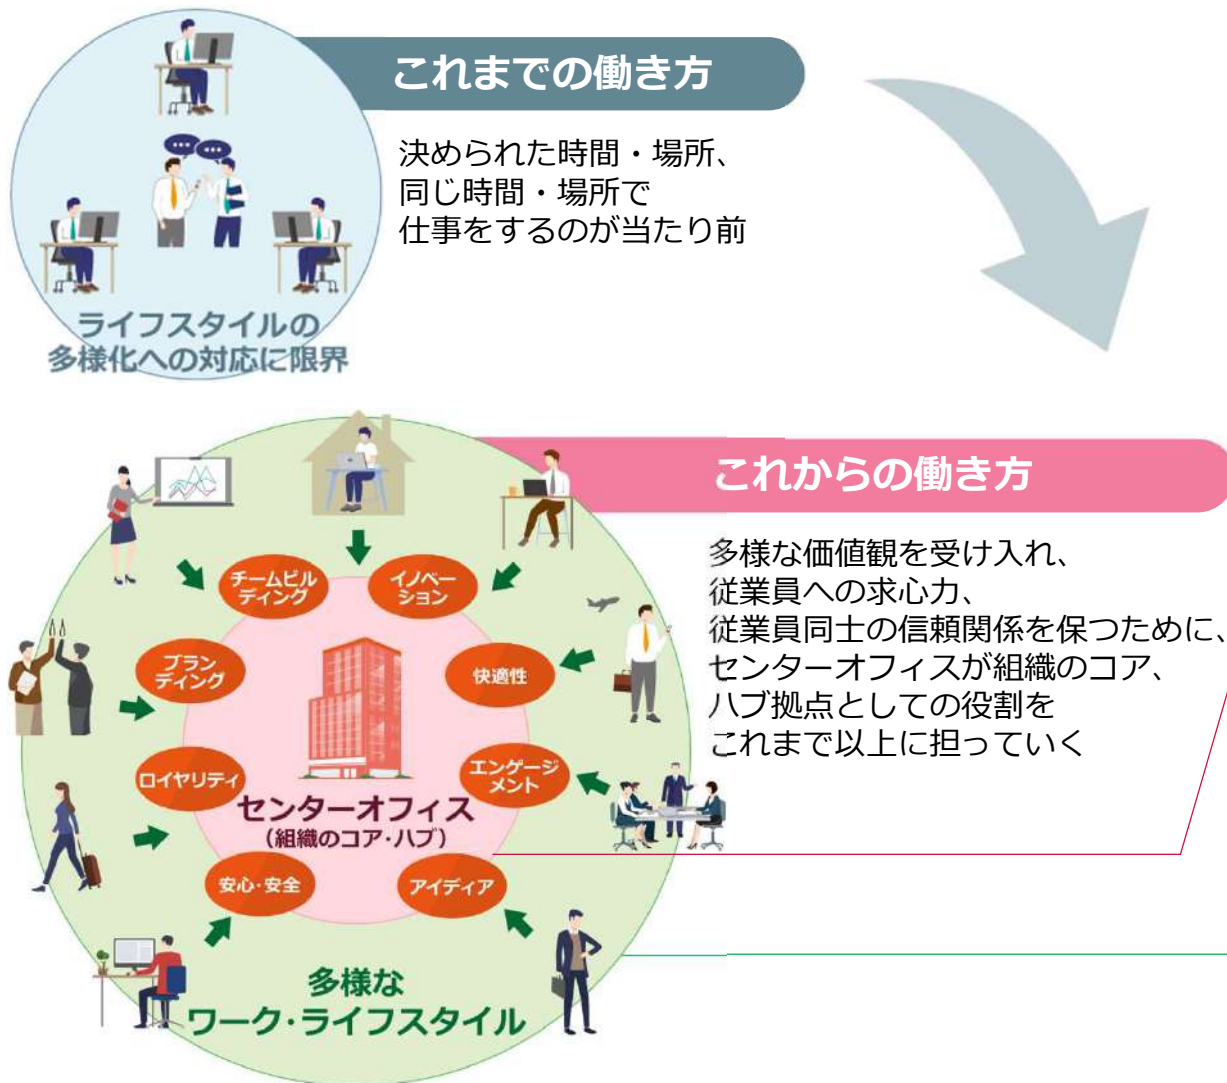 これまでの働き方
決められた時間・場所、
同じ時間・場所で
仕事をするのが当たり前
ライフスタイルの
多様化への対応に限界
これからの働き方
多様な価値観を受け入れ、
従業員への求心力、
従業員同士の信頼関係を保つために、
センターオフィスが組織のコア、
ハブ拠点としての役割を
これまで以上に担っていく
チームビル
ディング
イノベー
ション
ブラン
ディング
快適性
ロイヤリティ
エンゲージ
メント
センターオフィス
(組織のコア・ハブ)
安心・安全
アイディア
多様な
ワーク・ライフスタイル